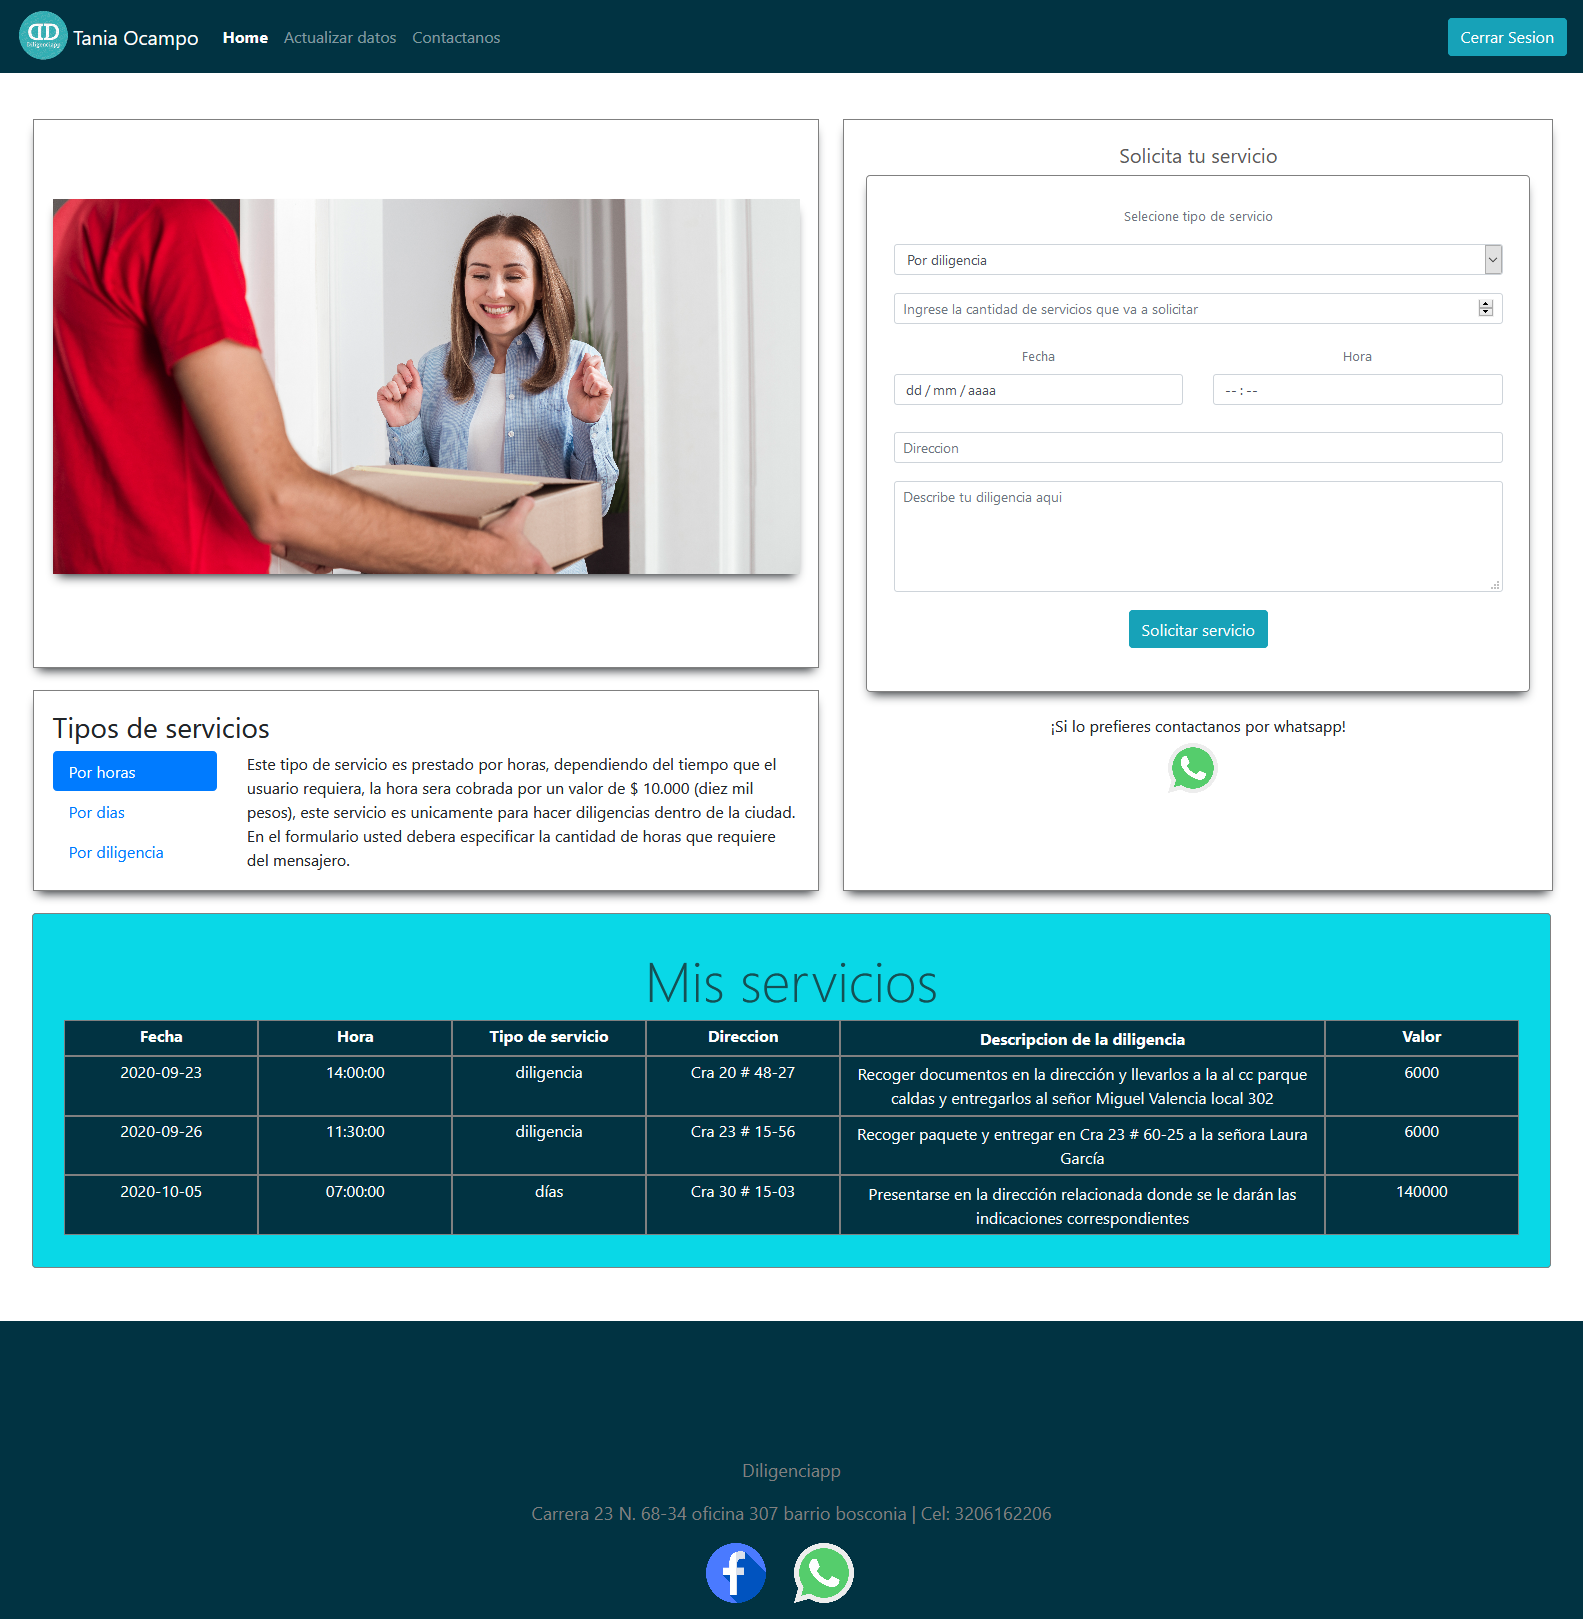 DD
Diligenciapp
Tania Ocampo
Home
Actualizar datos
Contactanos
Cerrar Sesion
Solicita tu servicio
Selecione tipo de servicio
Por diligencia
Ingrese la cantidad de servicios que va a solicitar
Fecha
Hora
dd / mm / aaaa
-- : --
Direccion
Describe tu diligencia aqui
Solicitar servicio
¡Si lo prefieres contactanos por whatsapp!
Tipos de servicios
Por horas
Por dias
Por diligencia
Este tipo de servicio es prestado por horas, dependiendo del tiempo que el
usuario requiera, la hora sera cobrada por un valor de $ 10.000 (diez mil
pesos), este servicio es unicamente para hacer diligencias dentro de la ciudad.
En el formulario usted debera especificar la cantidad de horas que requiere
del mensajero.
Mis servicios
Fecha
Hora
Tipo de servicio
Direccion
Descripcion de la diligencia
Valor
2020-09-23
14:00:00
diligencia
Cra 20 # 48-27
Recoger documentos en la dirección y llevarlos a la al cc parque
caldas y entregarlos al señor Miguel Valencia local 302
6000
2020-09-26
11:30:00
diligencia
Cra 23 # 15-56
Recoger paquete y entregar en Cra 23 # 60-25 a la señora Laura
García
6000
2020-10-05
07:00:00
días
Cra 30 # 15-03
Presentarse en la dirección relacionada donde se le darán las
indicaciones correspondientes
140000
Diligenciapp
Carrera 23 N. 68-34 oficina 307 barrio bosconia | Cel: 3206162206